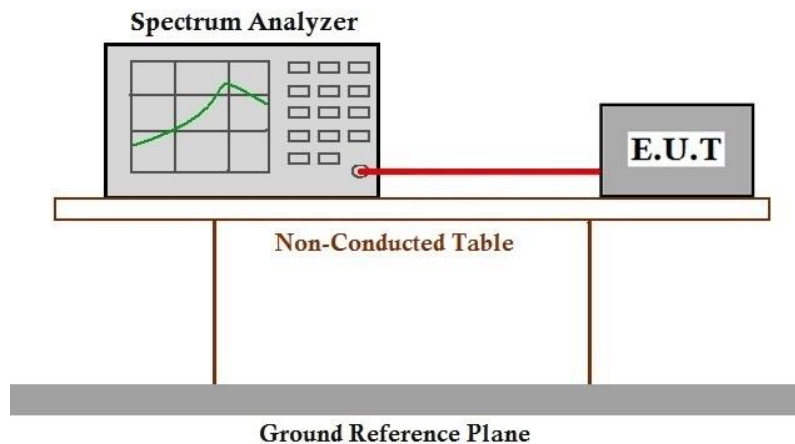 Spectrum Analyzer
E.U.T
Non-Conducted Table
Ground Reference Plane